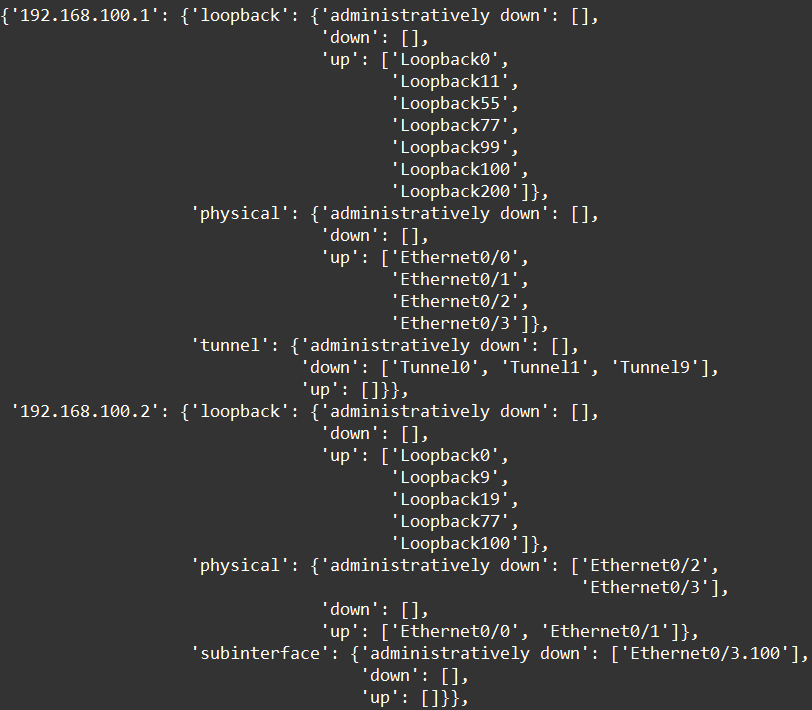 {'192.168.100.1': {'loopback': {'administratively down': [],
'down': [],
'up': ['Loopback0',
'Loopback11',
'Loopback55',
'Loopback77',
'Loopback99',
'Loopback100',
'Loopback200']},
'physical': {'administratively down': [],
'down': [],
'up': ['Ethernet0/0',
'Ethernet0/1',
'Ethernet0/2',
'Ethernet0/3']},
'tunnel': {'administratively down': [],
'down': ['Tunnel0', 'Tunnel1', 'Tunnel9'],
'up': []}},
'192.168.100.2': {'loopback': {'administratively down': [],
'down': [],
'up': ['Loopback0',
'Loopback9',
'Loopback19',
'Loopback77',
'Loopback100']},
'physical': {'administratively down': ['Ethernet0/2',
'Ethernet0/3'],
'down': [],
'up': ['Ethernet0/0', 'Ethernet0/1']},
'subinterface': {'administratively down': ['Ethernet0/3.100'],
'down': [],
'up': []}},